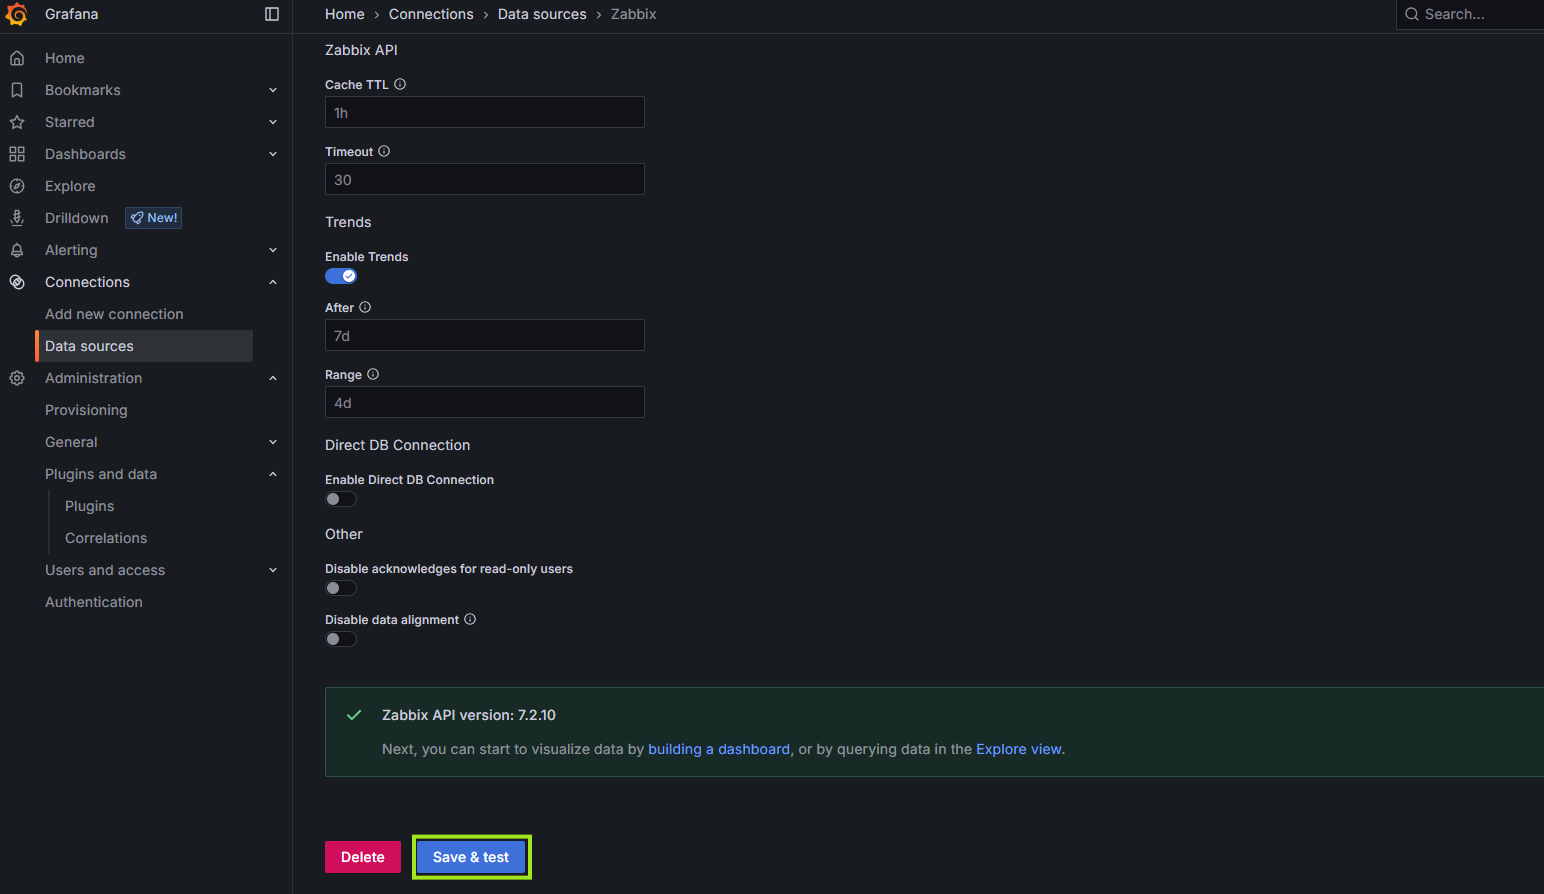 Grafana
Home › Connections › Data sources › Zabbix
Search...
Home
Bookmarks
Starred
Dashboards
Explore
Drilldown New!
Alerting
Connections
Add new connection
Data sources
Administration
Provisioning
General
Plugins and data
Plugins
Correlations
Users and access
Authentication
Zabbix API
Cache TTL
1h
Timeout
30
Trends
Enable Trends
After
7d
Range
4d
Direct DB Connection
Enable Direct DB Connection
Other
Disable acknowledges for read-only users
Disable data alignment
Zabbix API version: 7.2.10
Next, you can start to visualize data by building a dashboard, or by querying data in the Explore view.
Delete
Save & test